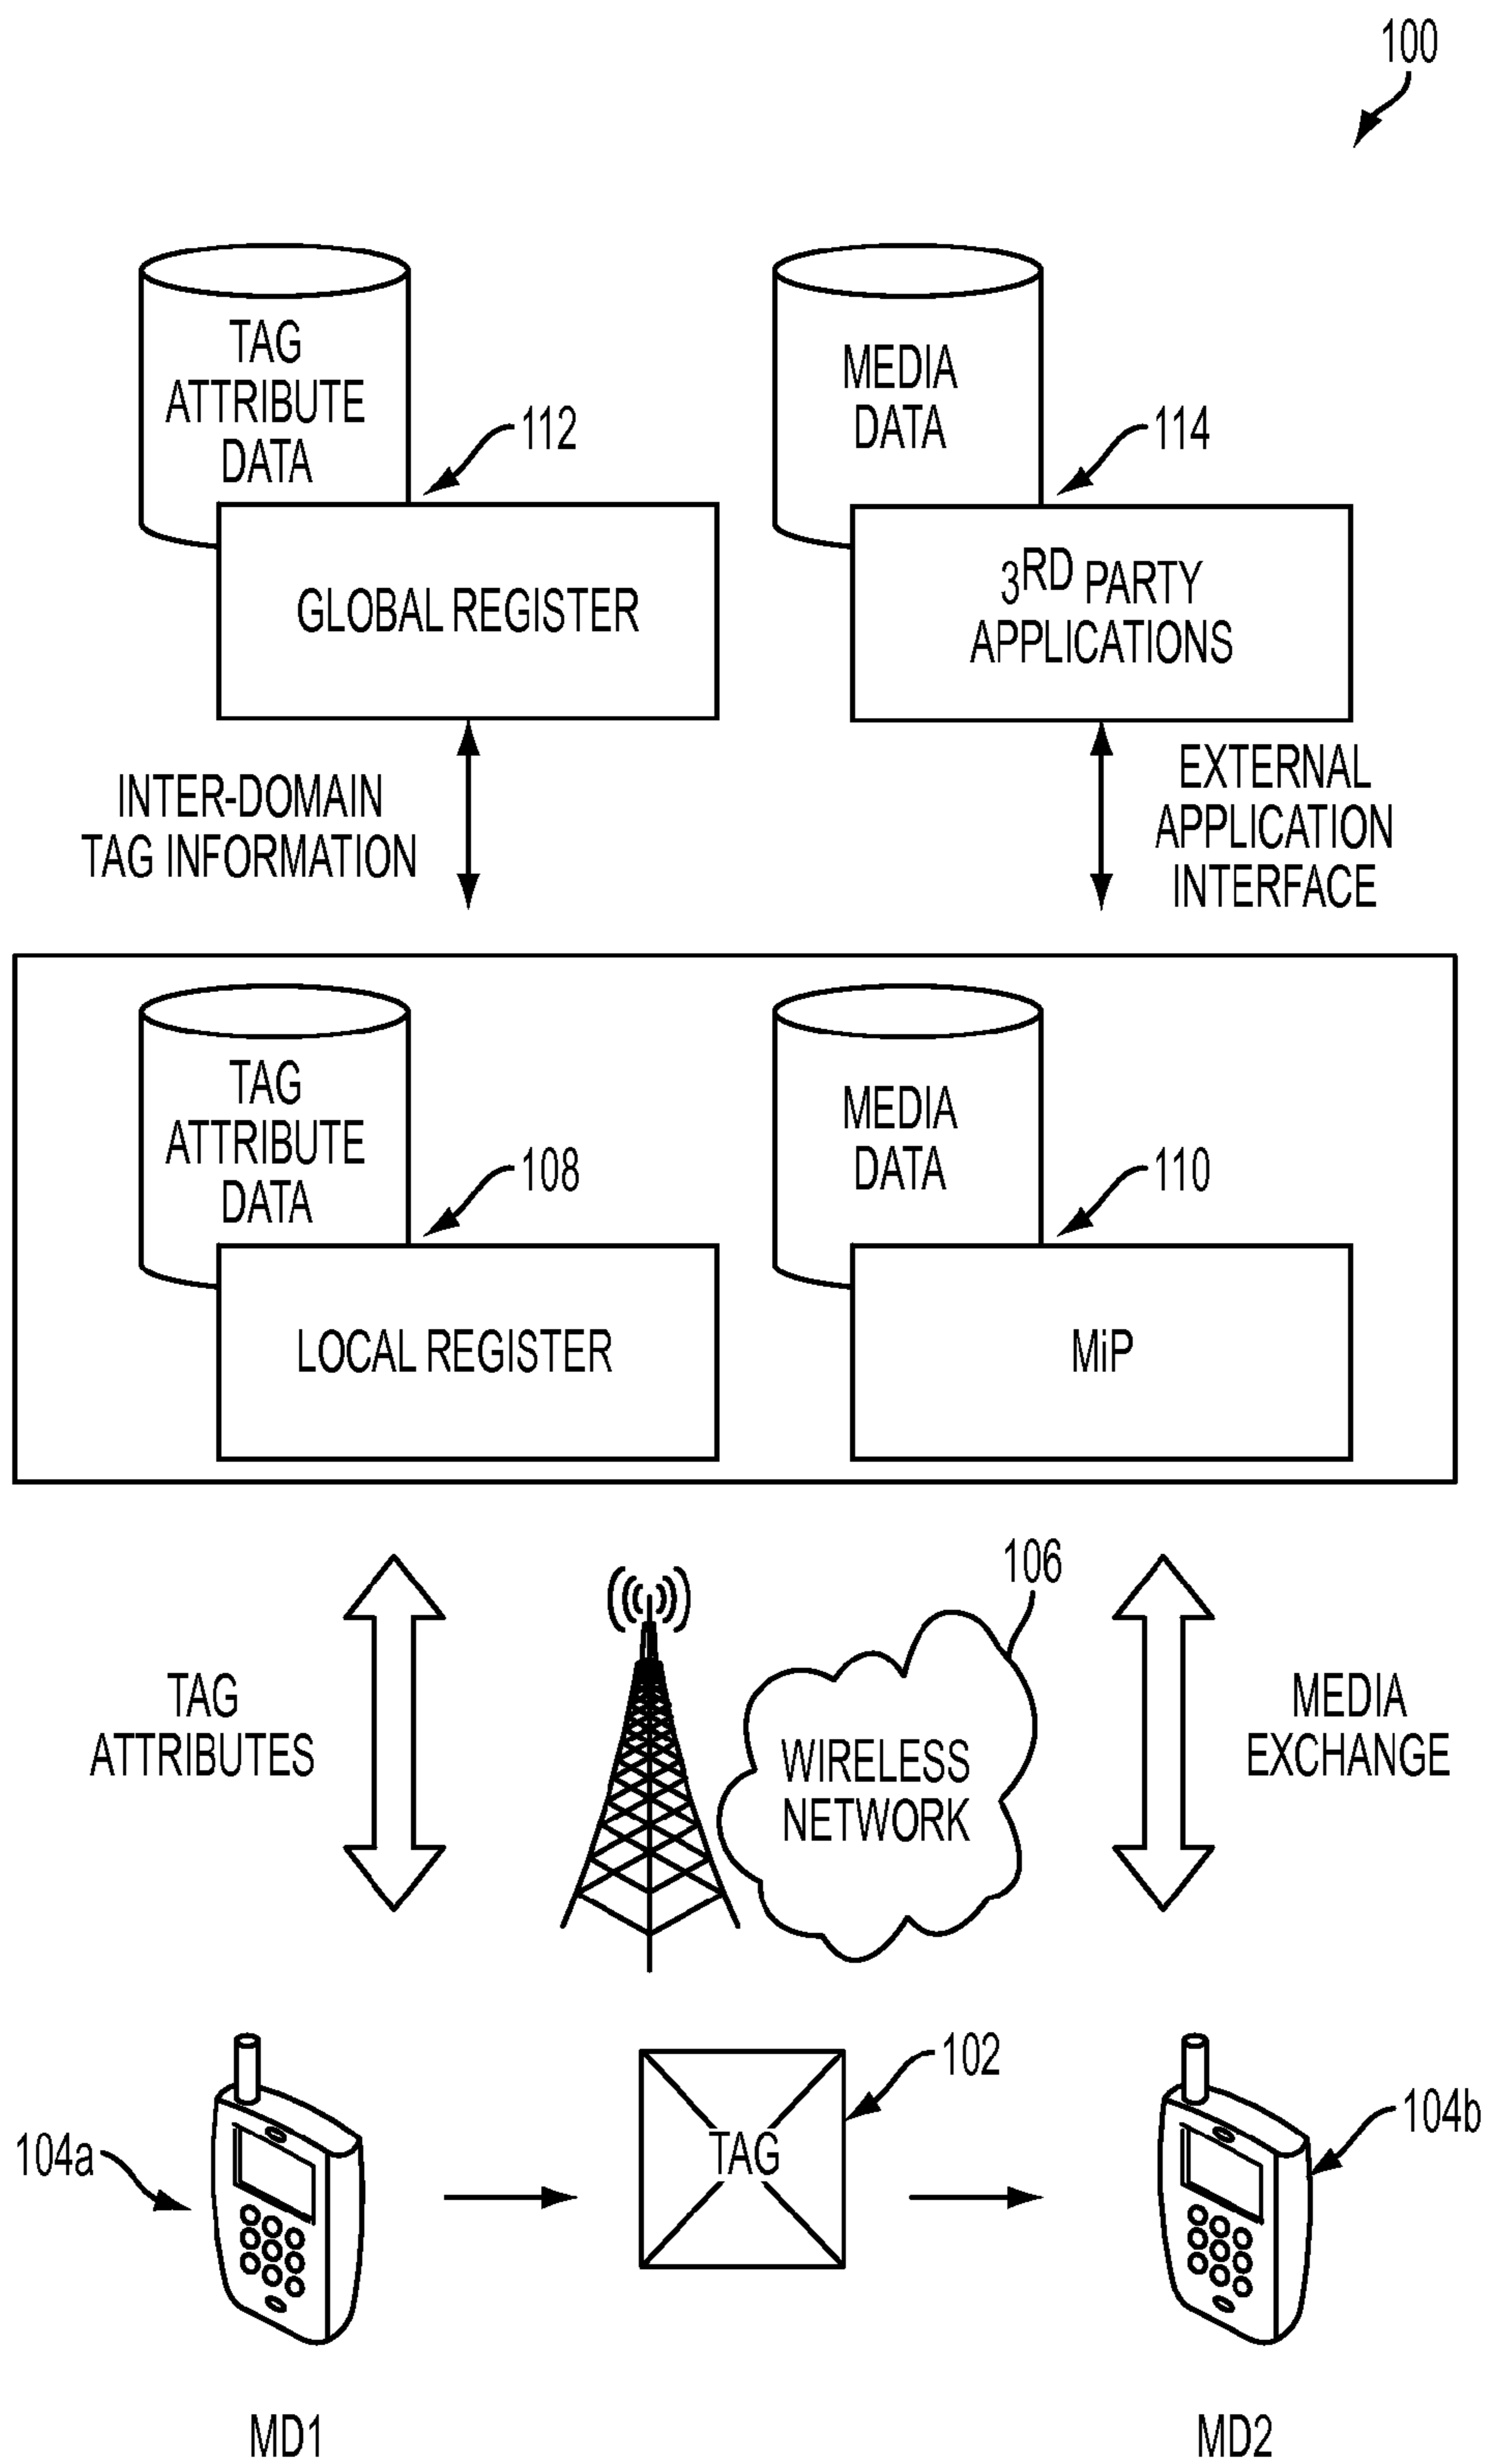 100
TAG
ATTRIBUTE
DATA
112
GLOBAL REGISTER
MEDIA
DATA
114
3RD PARTY
APPLICATIONS
INTER-DOMAIN
TAG INFORMATION
EXTERNAL
APPLICATION
INTERFACE
TAG
ATTRIBUTE
DATA
108
LOCAL REGISTER
MEDIA
DATA
110
MiP
TAG
ATTRIBUTES
106
WIRELESS
NETWORK
MEDIA
EXCHANGE
104a
MD1
102
TAG
104b
MD2